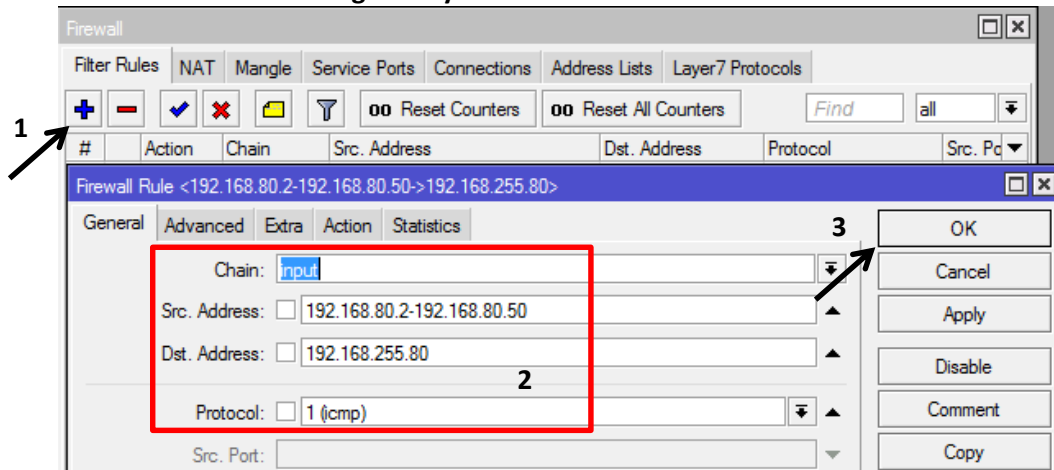 Firewall
Filter Rules NAT Mangle Service Ports Connections Address Lists Layer7 Protocols
00 Reset Counters 00 Reset All Counters Find all
1
# Action Chain Src. Address Dst. Address Protocol Src. Po
Firewall Rule <192.168.80.2-192.168.80.50->192.168.255.80>
General Advanced Extra Action Statistics 3 OK
Chain: input Cancel
Src. Address: 192.168.80.2-192.168.80.50 Apply
Dst. Address: 192.168.255.80
2 Disable
Protocol: 1 (icmp) Comment
Src. Port: Copy